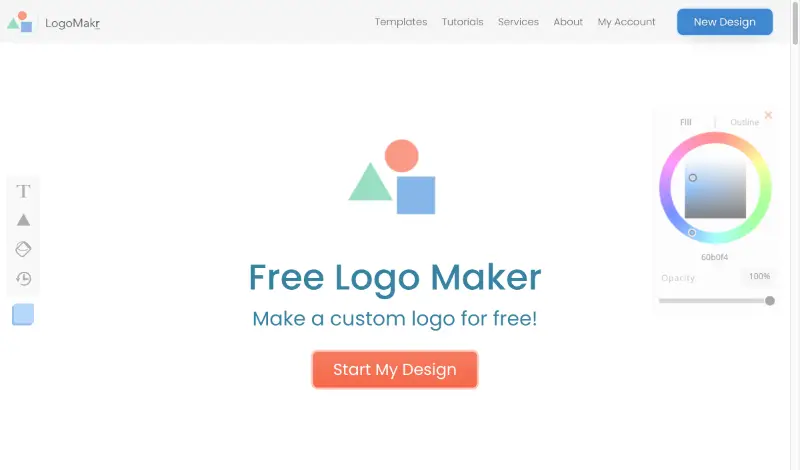 LogoMakr
Templates Tutorials Services About My Account New Design
Fill | Outline
T
60b0f4
Opacity 100%
Free Logo Maker
Make a custom logo for free!
Start My Design